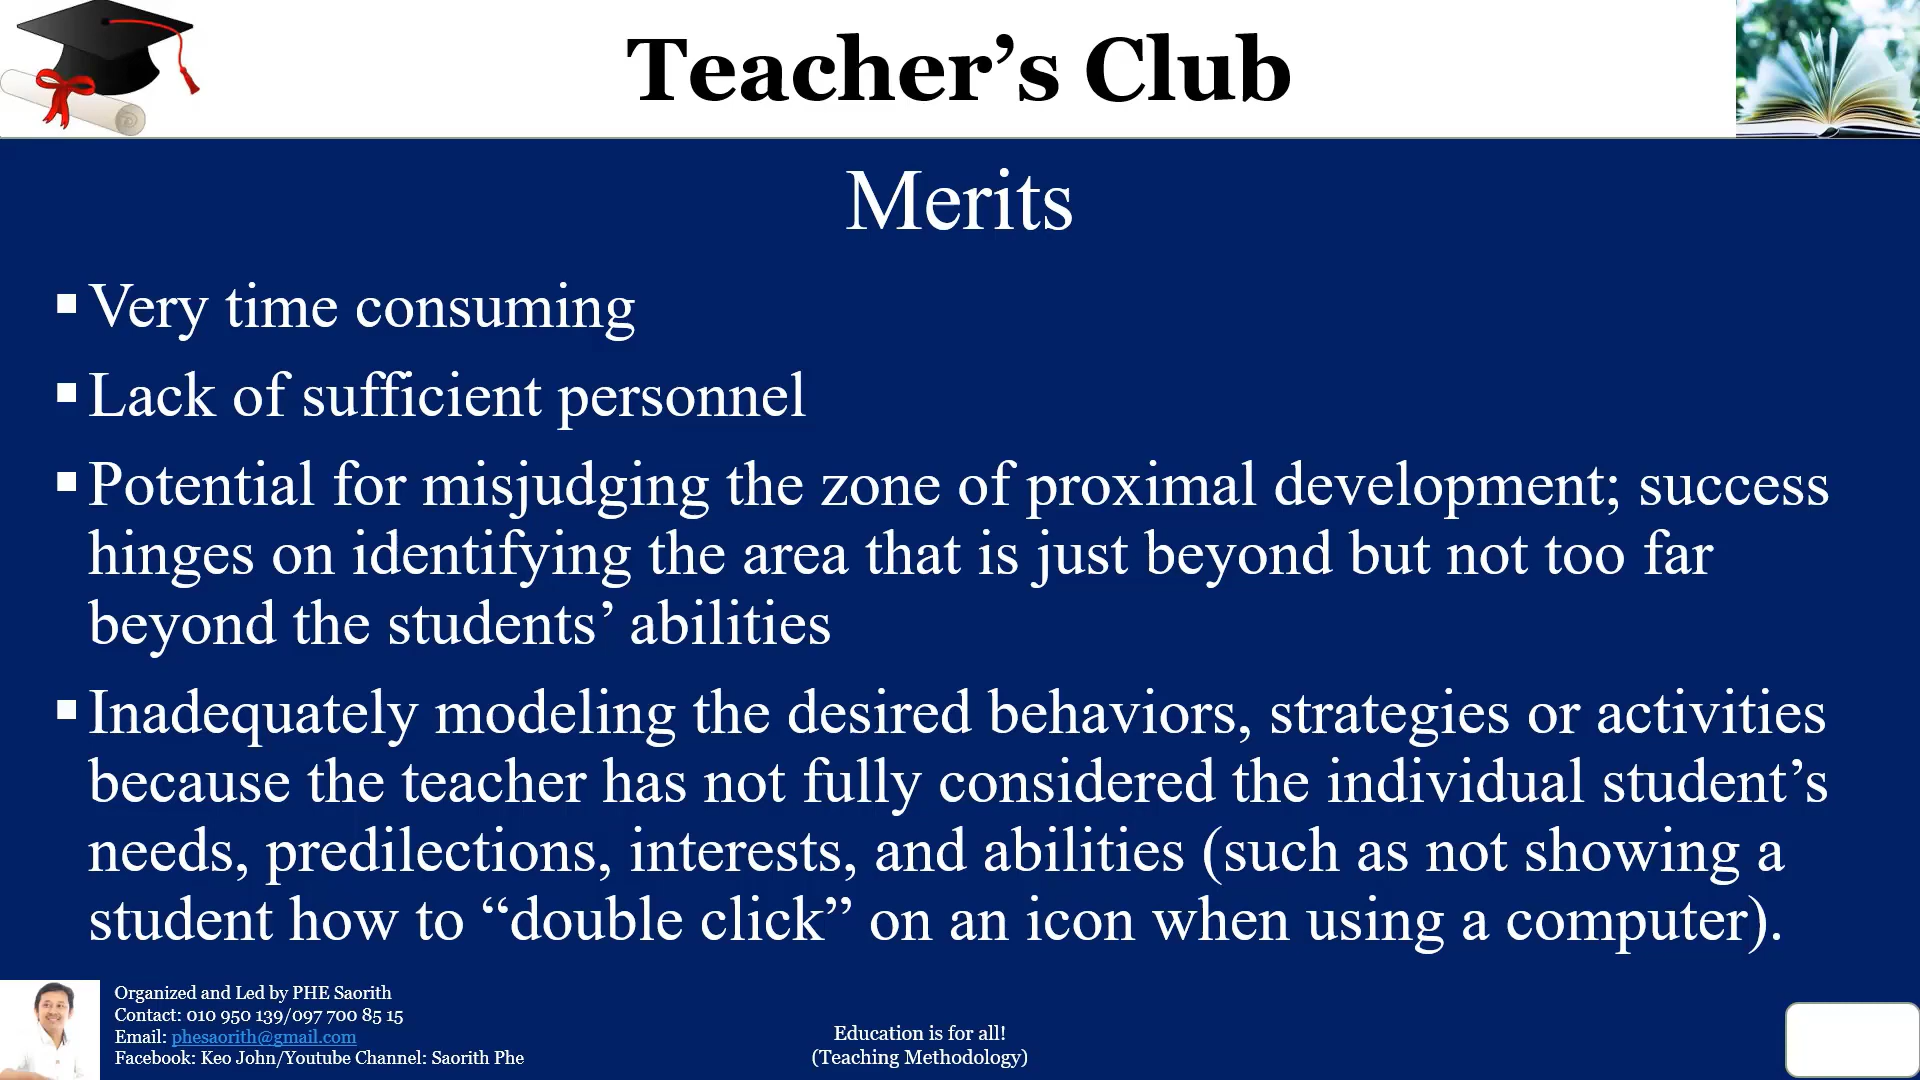 Teacher’s Club
Merits
▪ Very time consuming
▪ Lack of sufficient personnel
▪ Potential for misjudging the zone of proximal development; success
hinges on identifying the area that is just beyond but not too far
beyond the students’ abilities
▪ Inadequately modeling the desired behaviors, strategies or activities
because the teacher has not fully considered the individual student’s
needs, predilections, interests, and abilities (such as not showing a
student how to “double click” on an icon when using a computer).
Organized and Led by PHE Saorith
Contact: 010 950 139/097 700 85 15
Email: phesaorith@gmail.com
Facebook: Keo John/Youtube Channel: Saorith Phe
Education is for all!
(Teaching Methodology)